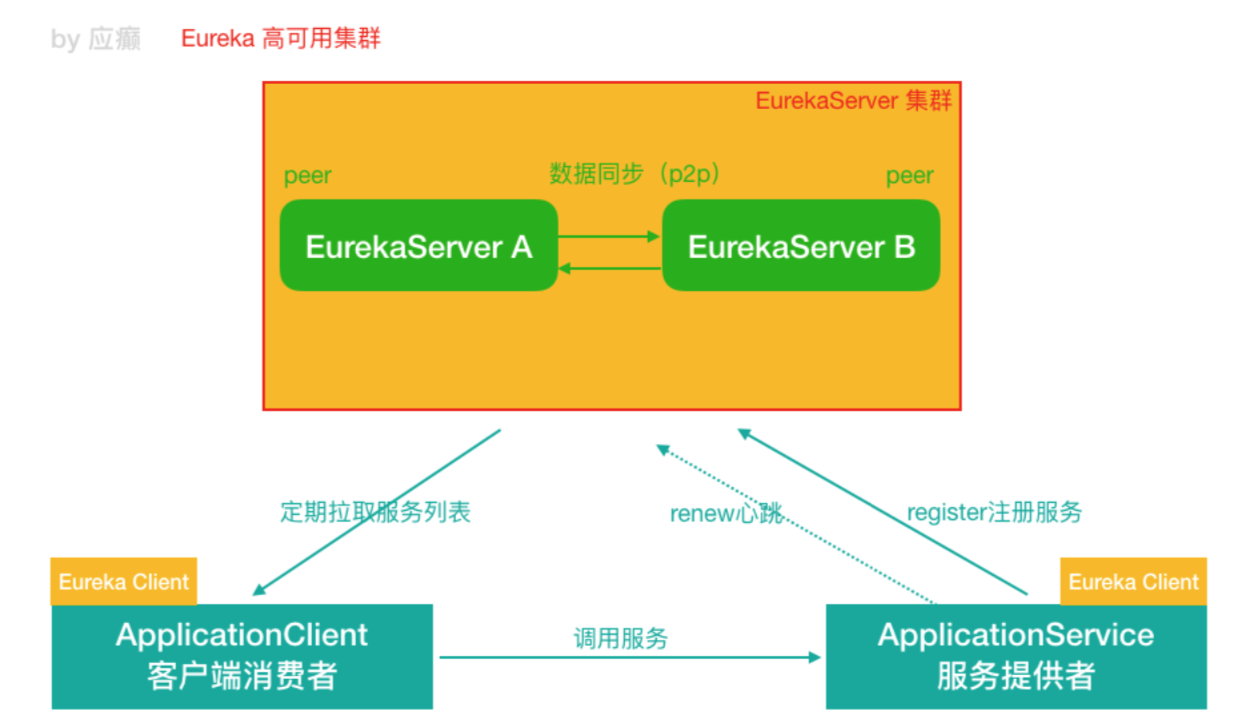 by 应癫
Eureka 高可用集群
EurekaServer 集群
peer
数据同步（p2p）
peer
EurekaServer A
EurekaServer B
定期拉取服务列表
renew心跳
register注册服务
Eureka Client
Eureka Client
ApplicationClient
客户端消费者
调用服务
ApplicationService
服务提供者